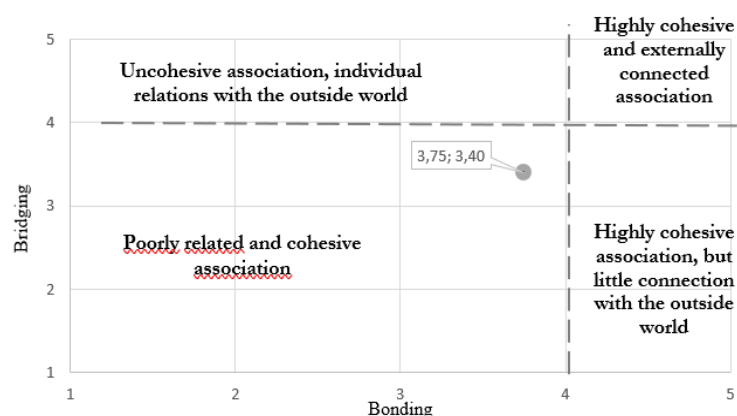 Highly cohesive
and externally
connected
association
Uncohesive association, individual
relations with the outside world
3,75; 3,40
Poorly related and cohesive
association
Highly cohesive
association, but
little connection
with the outside
world
Bridging
5
4
3
2
1
1
2
3
4
5
Bonding